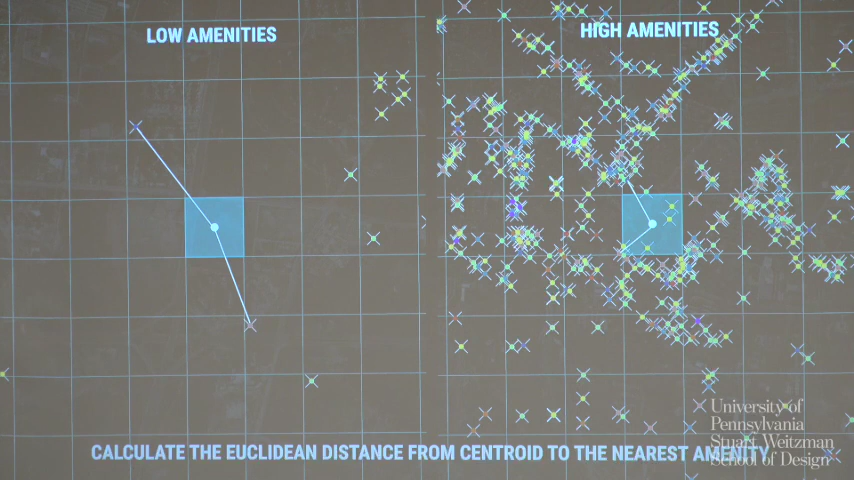 LOW AMENITIES
HIGH AMENITIES
CALCULATE THE EUCLIDEAN DISTANCE FROM CENTROID TO THE NEAREST AMENITY
University of
Pennsylvania
Stuart Weitzman
School of Design